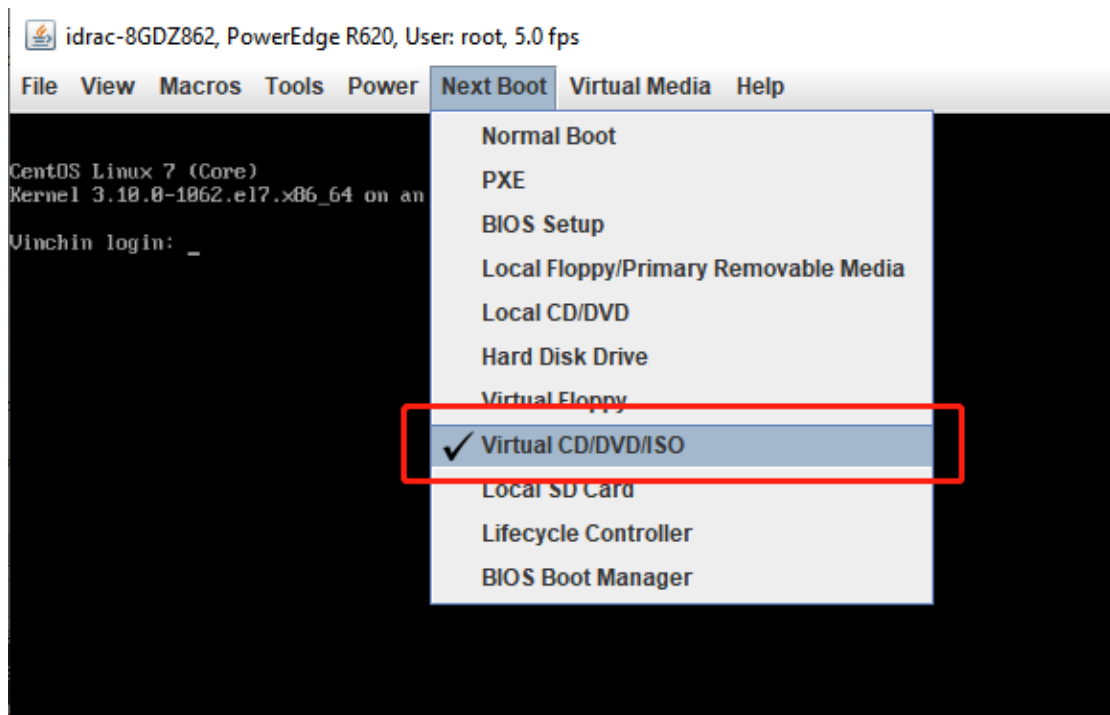 idrac-8GDZ862, PowerEdge R620, User: root, 5.0 fps
File View Macros Tools Power Next Boot Virtual Media Help
CentOS Linux 7 (Core)
Kernel 3.10.0-1062.el7.x86_64 on an
Vinchin login: _
Normal Boot
PXE
BIOS Setup
Local Floppy/Primary Removable Media
Local CD/DVD
Hard Disk Drive
Virtual Floppy
Virtual CD/DVD/ISO
Local SD Card
Lifecycle Controller
BIOS Boot Manager